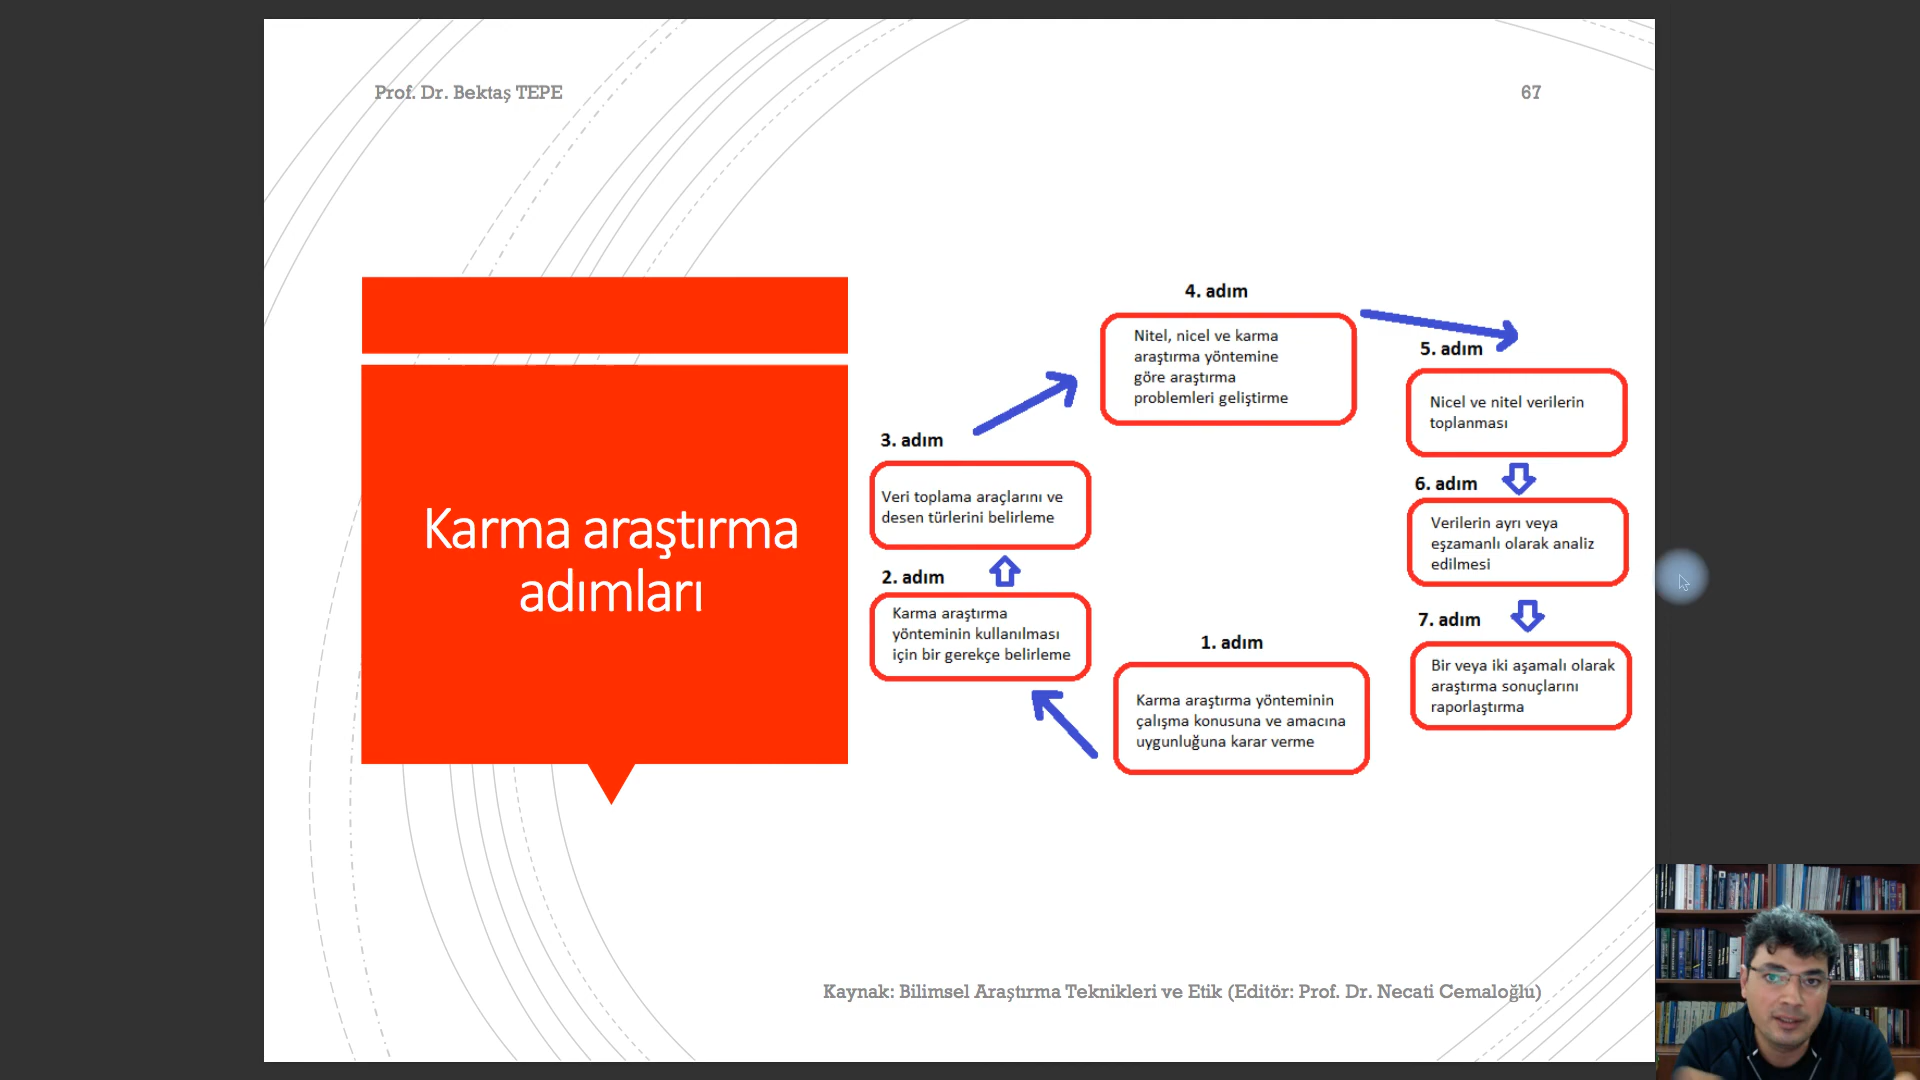 Prof. Dr. Bektaş TEPE
67
Karma araştırma
adımları
1. adım
Karma araştırma yönteminin
çalışma konusuna ve amacına
uygunluğuna karar verme
2. adım
Karma araştırma
yönteminin kullanılması
için bir gerekçe belirleme
3. adım
Veri toplama araçlarını ve
desen türlerini belirleme
4. adım
Nitel, nicel ve karma
araştırma yöntemine
göre araştırma
problemleri geliştirme
5. adım
Nicel ve nitel verilerin
toplanması
6. adım
Verilerin ayrı veya
eşzamanlı olarak analiz
edilmesi
7. adım
Bir veya iki aşamalı olarak
araştırma sonuçlarını
raporlaştırma
Kaynak: Bilimsel Araştırma Teknikleri ve Etik (Editör: Prof. Dr. Necati Cemaloğlu)